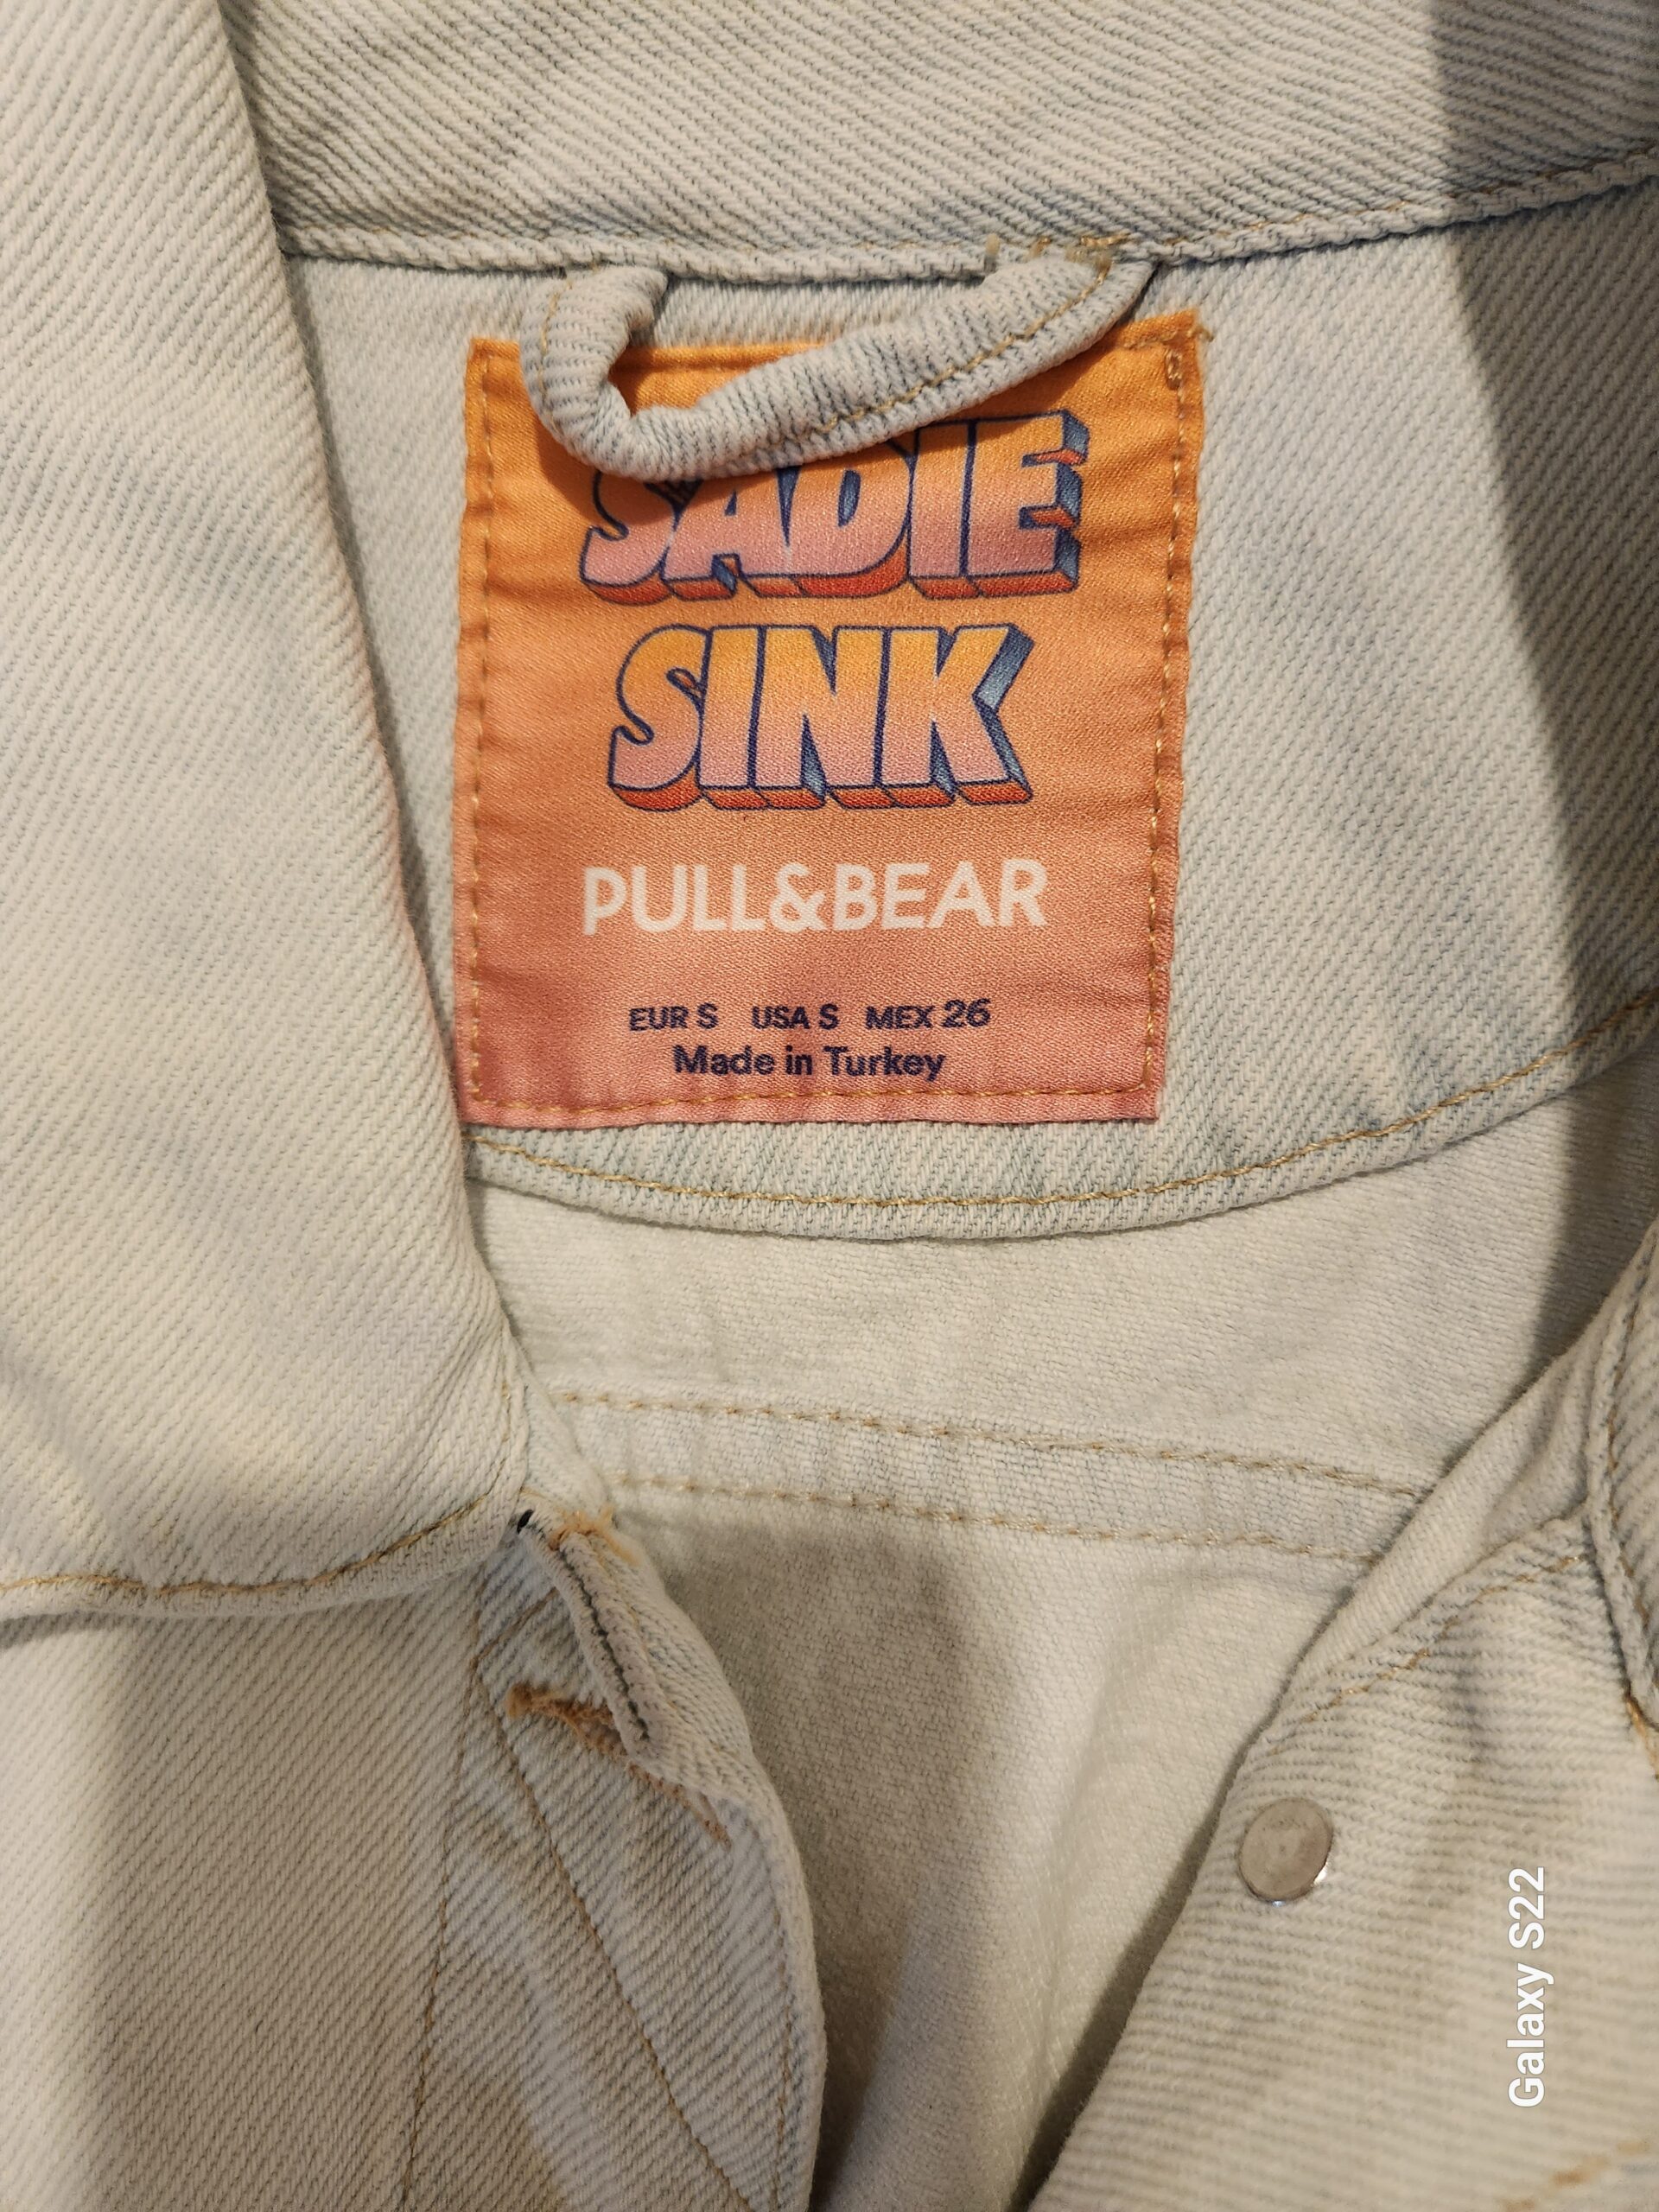 SADIE
SINK
PULL&BEAR
EUR S USA S MEX 26
Made in Turkey
Galaxy S22